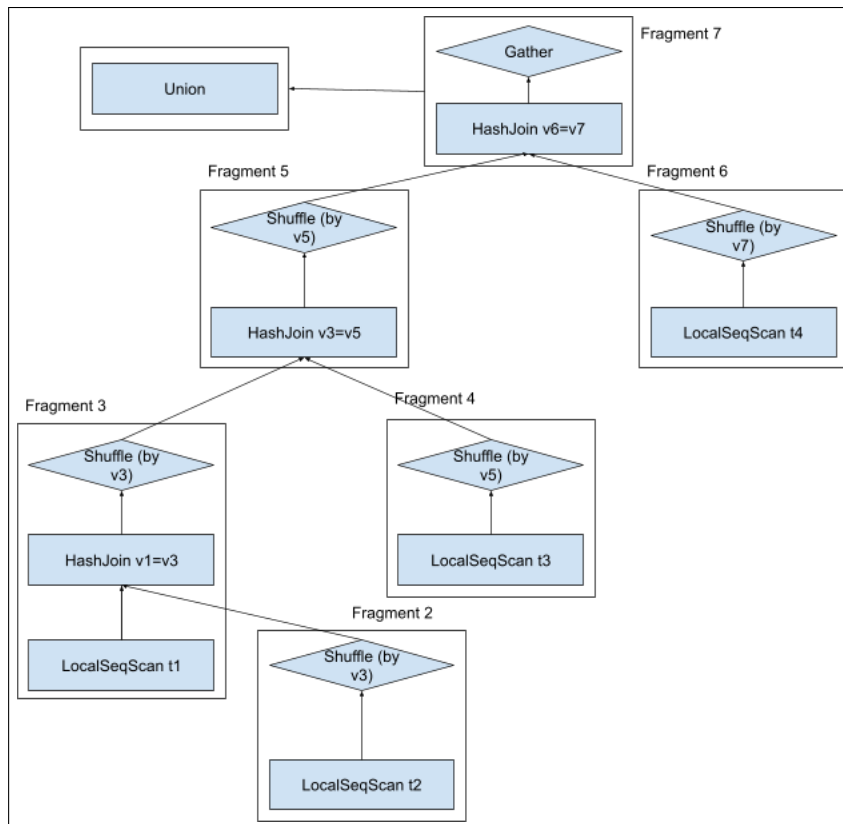 Fragment 7
Gather
Union
HashJoin v6=v7
Fragment 5
Fragment 6
Shuffle (by
v5)
Shuffle (by
v7)
HashJoin v3=v5
LocalSeqScan t4
Fragment 3
Fragment 4
Shuffle (by
v3)
Shuffle (by
v5)
HashJoin v1=v3
LocalSeqScan t3
Fragment 2
LocalSeqScan t1
Shuffle (by
v3)
LocalSeqScan t2